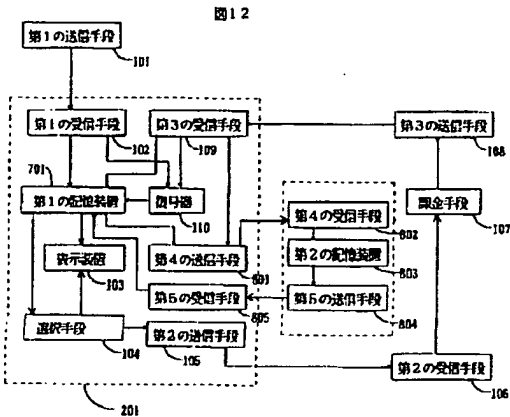 図12
第1の送信手段
101
第1の受信手段
102
第3の受信手段
109
第3の送信手段
108
701
第1の記憶装置
復号器
110
課金手段
107
第4の受信手段
802
第2の記憶装置
803
表示装置
103
第4の送信手段
801
第5の受信手段
805
第5の送信手段
804
選択手段
104
第2の送信手段
105
第2の受信手段
106
201